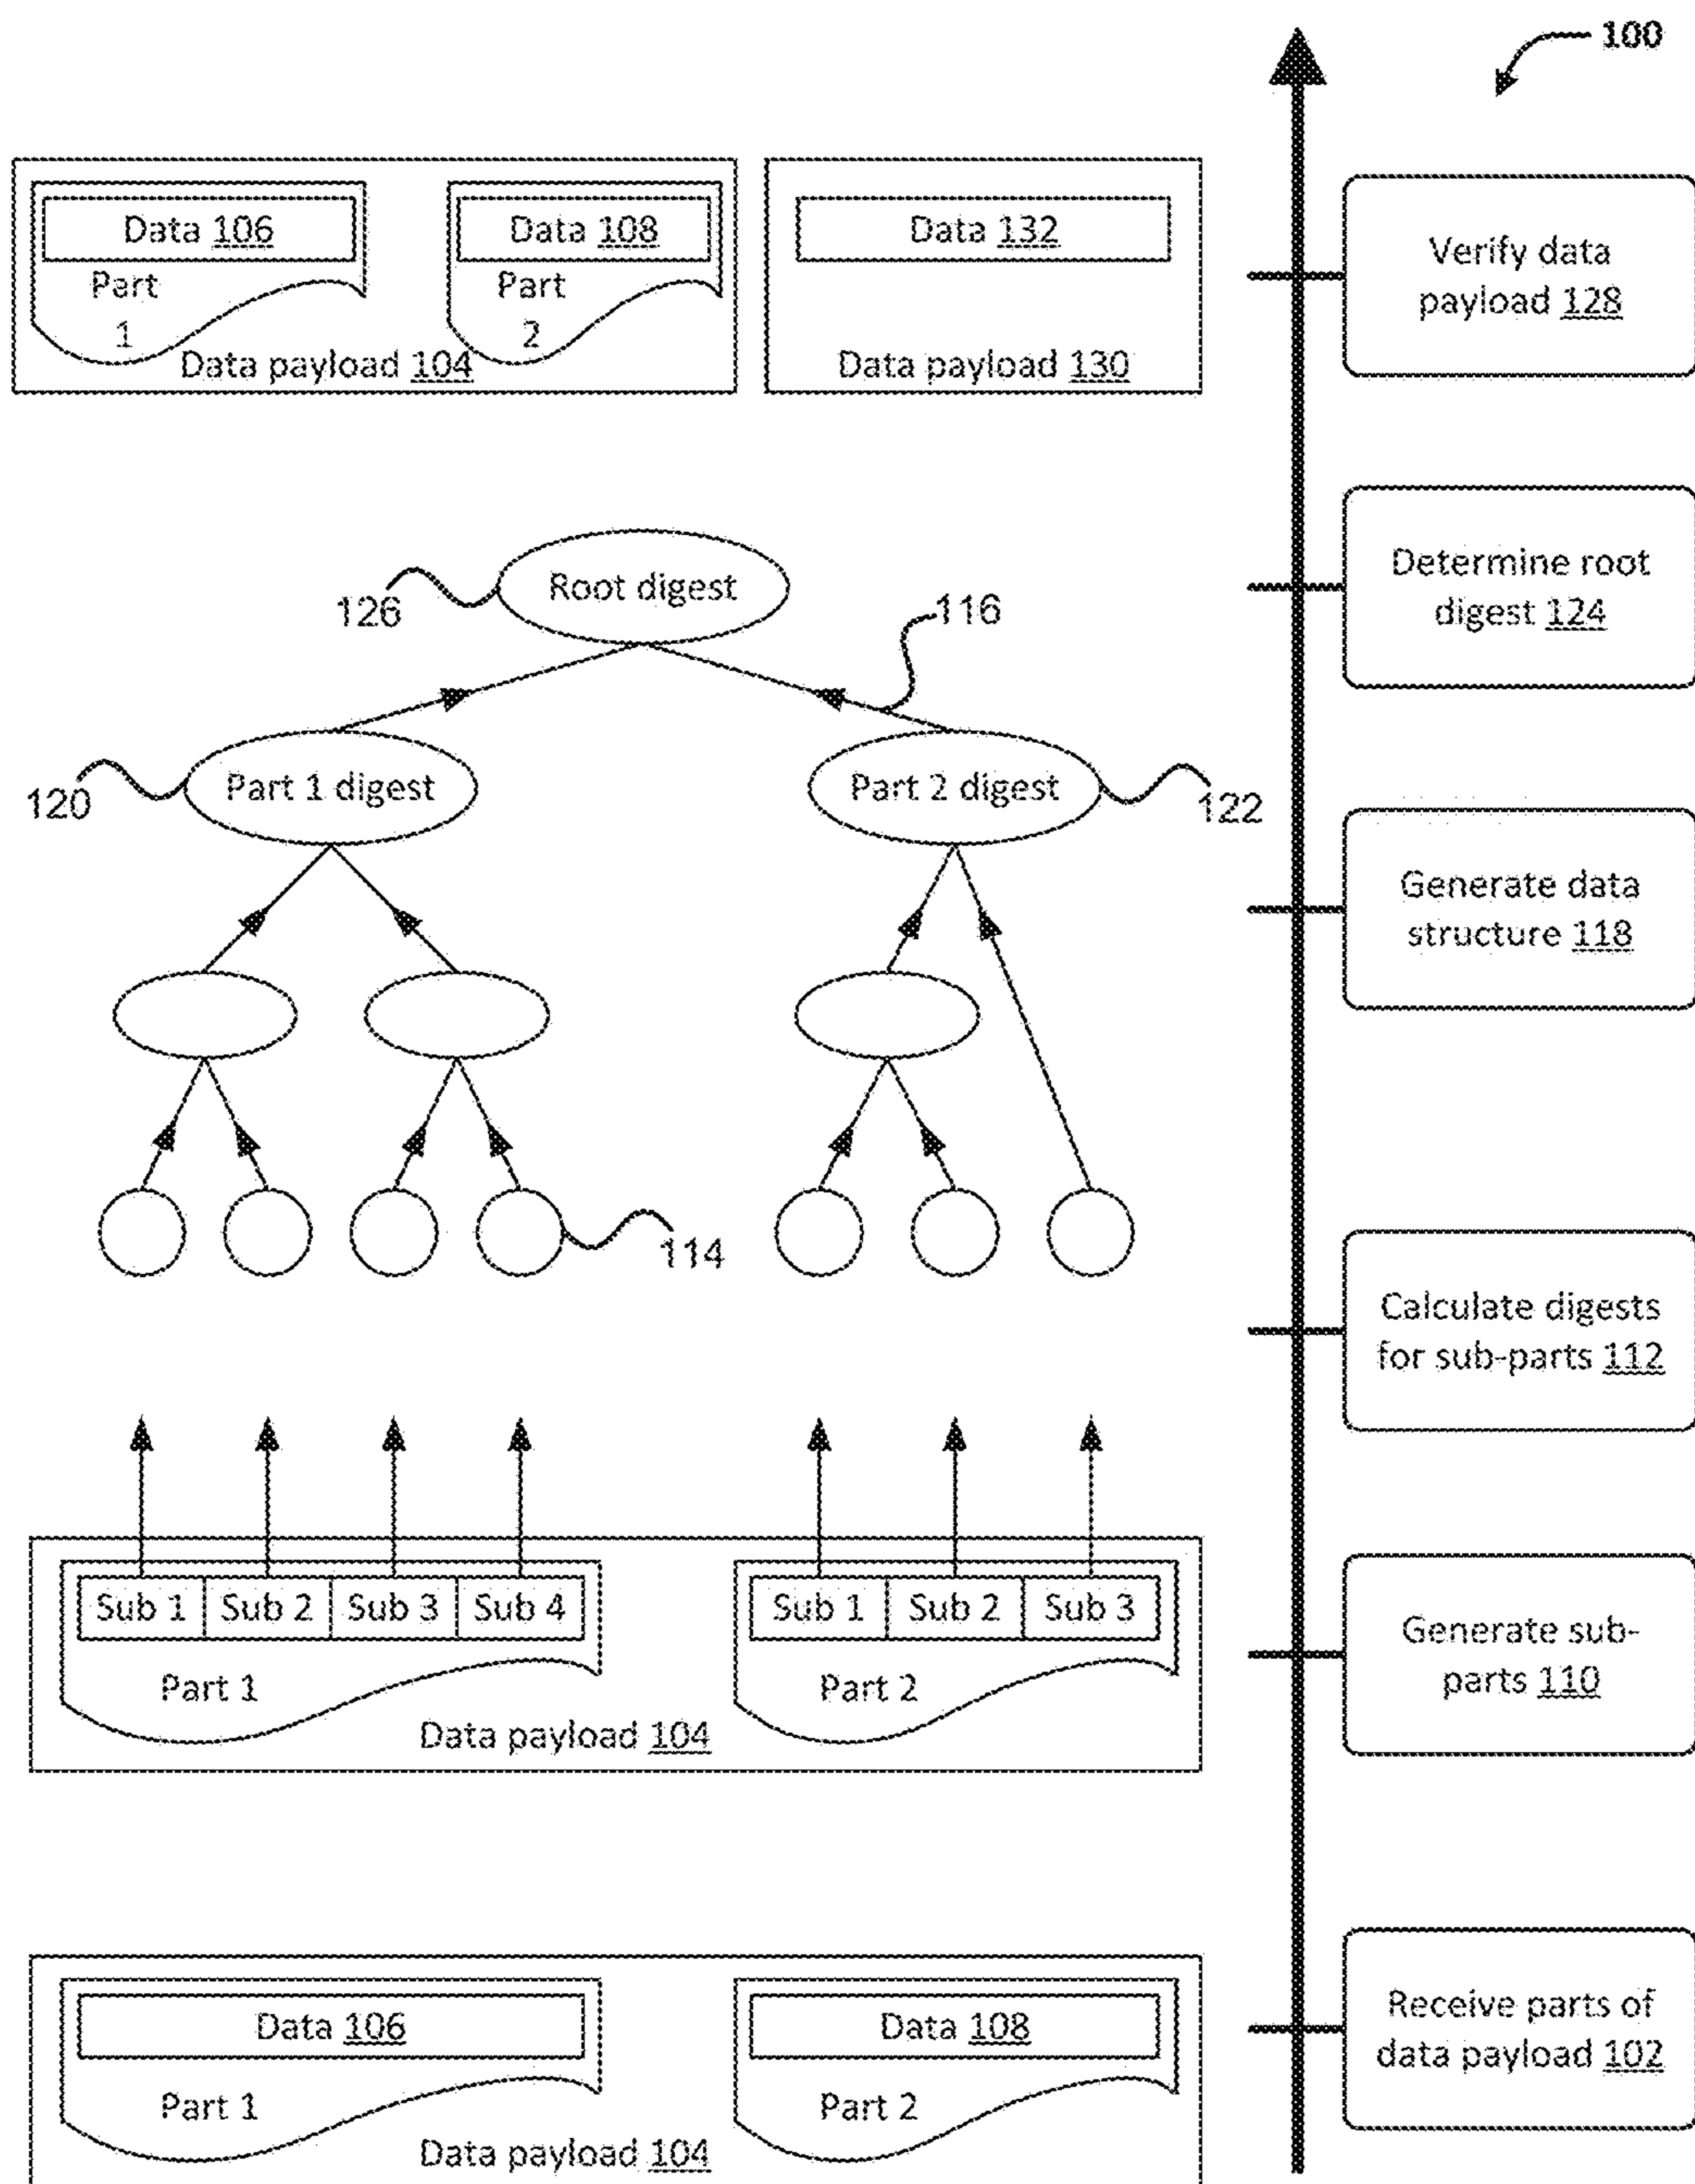 100
Data 106
Part
1
Data 108
Part
2
Data payload 104
Data 132
Data payload 130
Verify data
payload 128
Root digest
126
116
Determine root
digest 124
Part 1 digest
120
Part 2 digest
122
Generate data
structure 118
114
Calculate digests
for sub-parts 112
Sub 1 Sub 2 Sub 3 Sub 4
Part 1
Sub 1 Sub 2 Sub 3
Part 2
Data payload 104
Generate sub-
parts 110
Data 106
Part 1
Data 108
Part 2
Data payload 104
Receive parts of
data payload 102